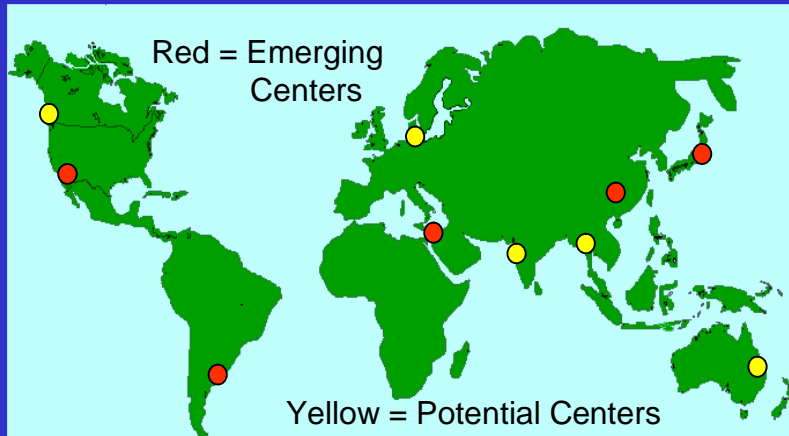 Red = Emerging
Centers
Yellow = Potential Centers